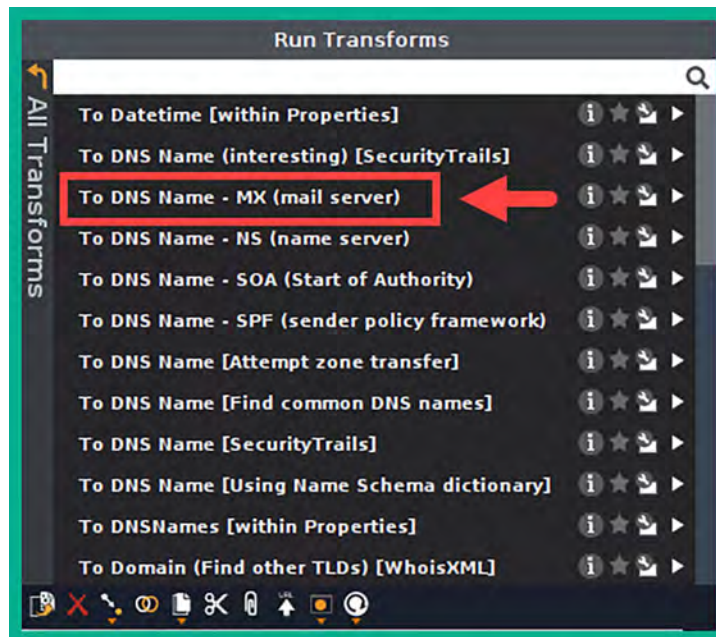 Run Transforms
All Transforms
To Datetime [within Properties]
To DNS Name (interesting) [SecurityTrails]
To DNS Name - MX (mail server)
To DNS Name - NS (name server)
To DNS Name - SOA (Start of Authority)
To DNS Name - SPF (sender policy framework)
To DNS Name [Attempt zone transfer]
To DNS Name [Find common DNS names]
To DNS Name [SecurityTrails]
To DNS Name [Using Name Schema dictionary]
To DNSNames [within Properties]
To Domain (Find other TLDs) [WhoisXML]
URL